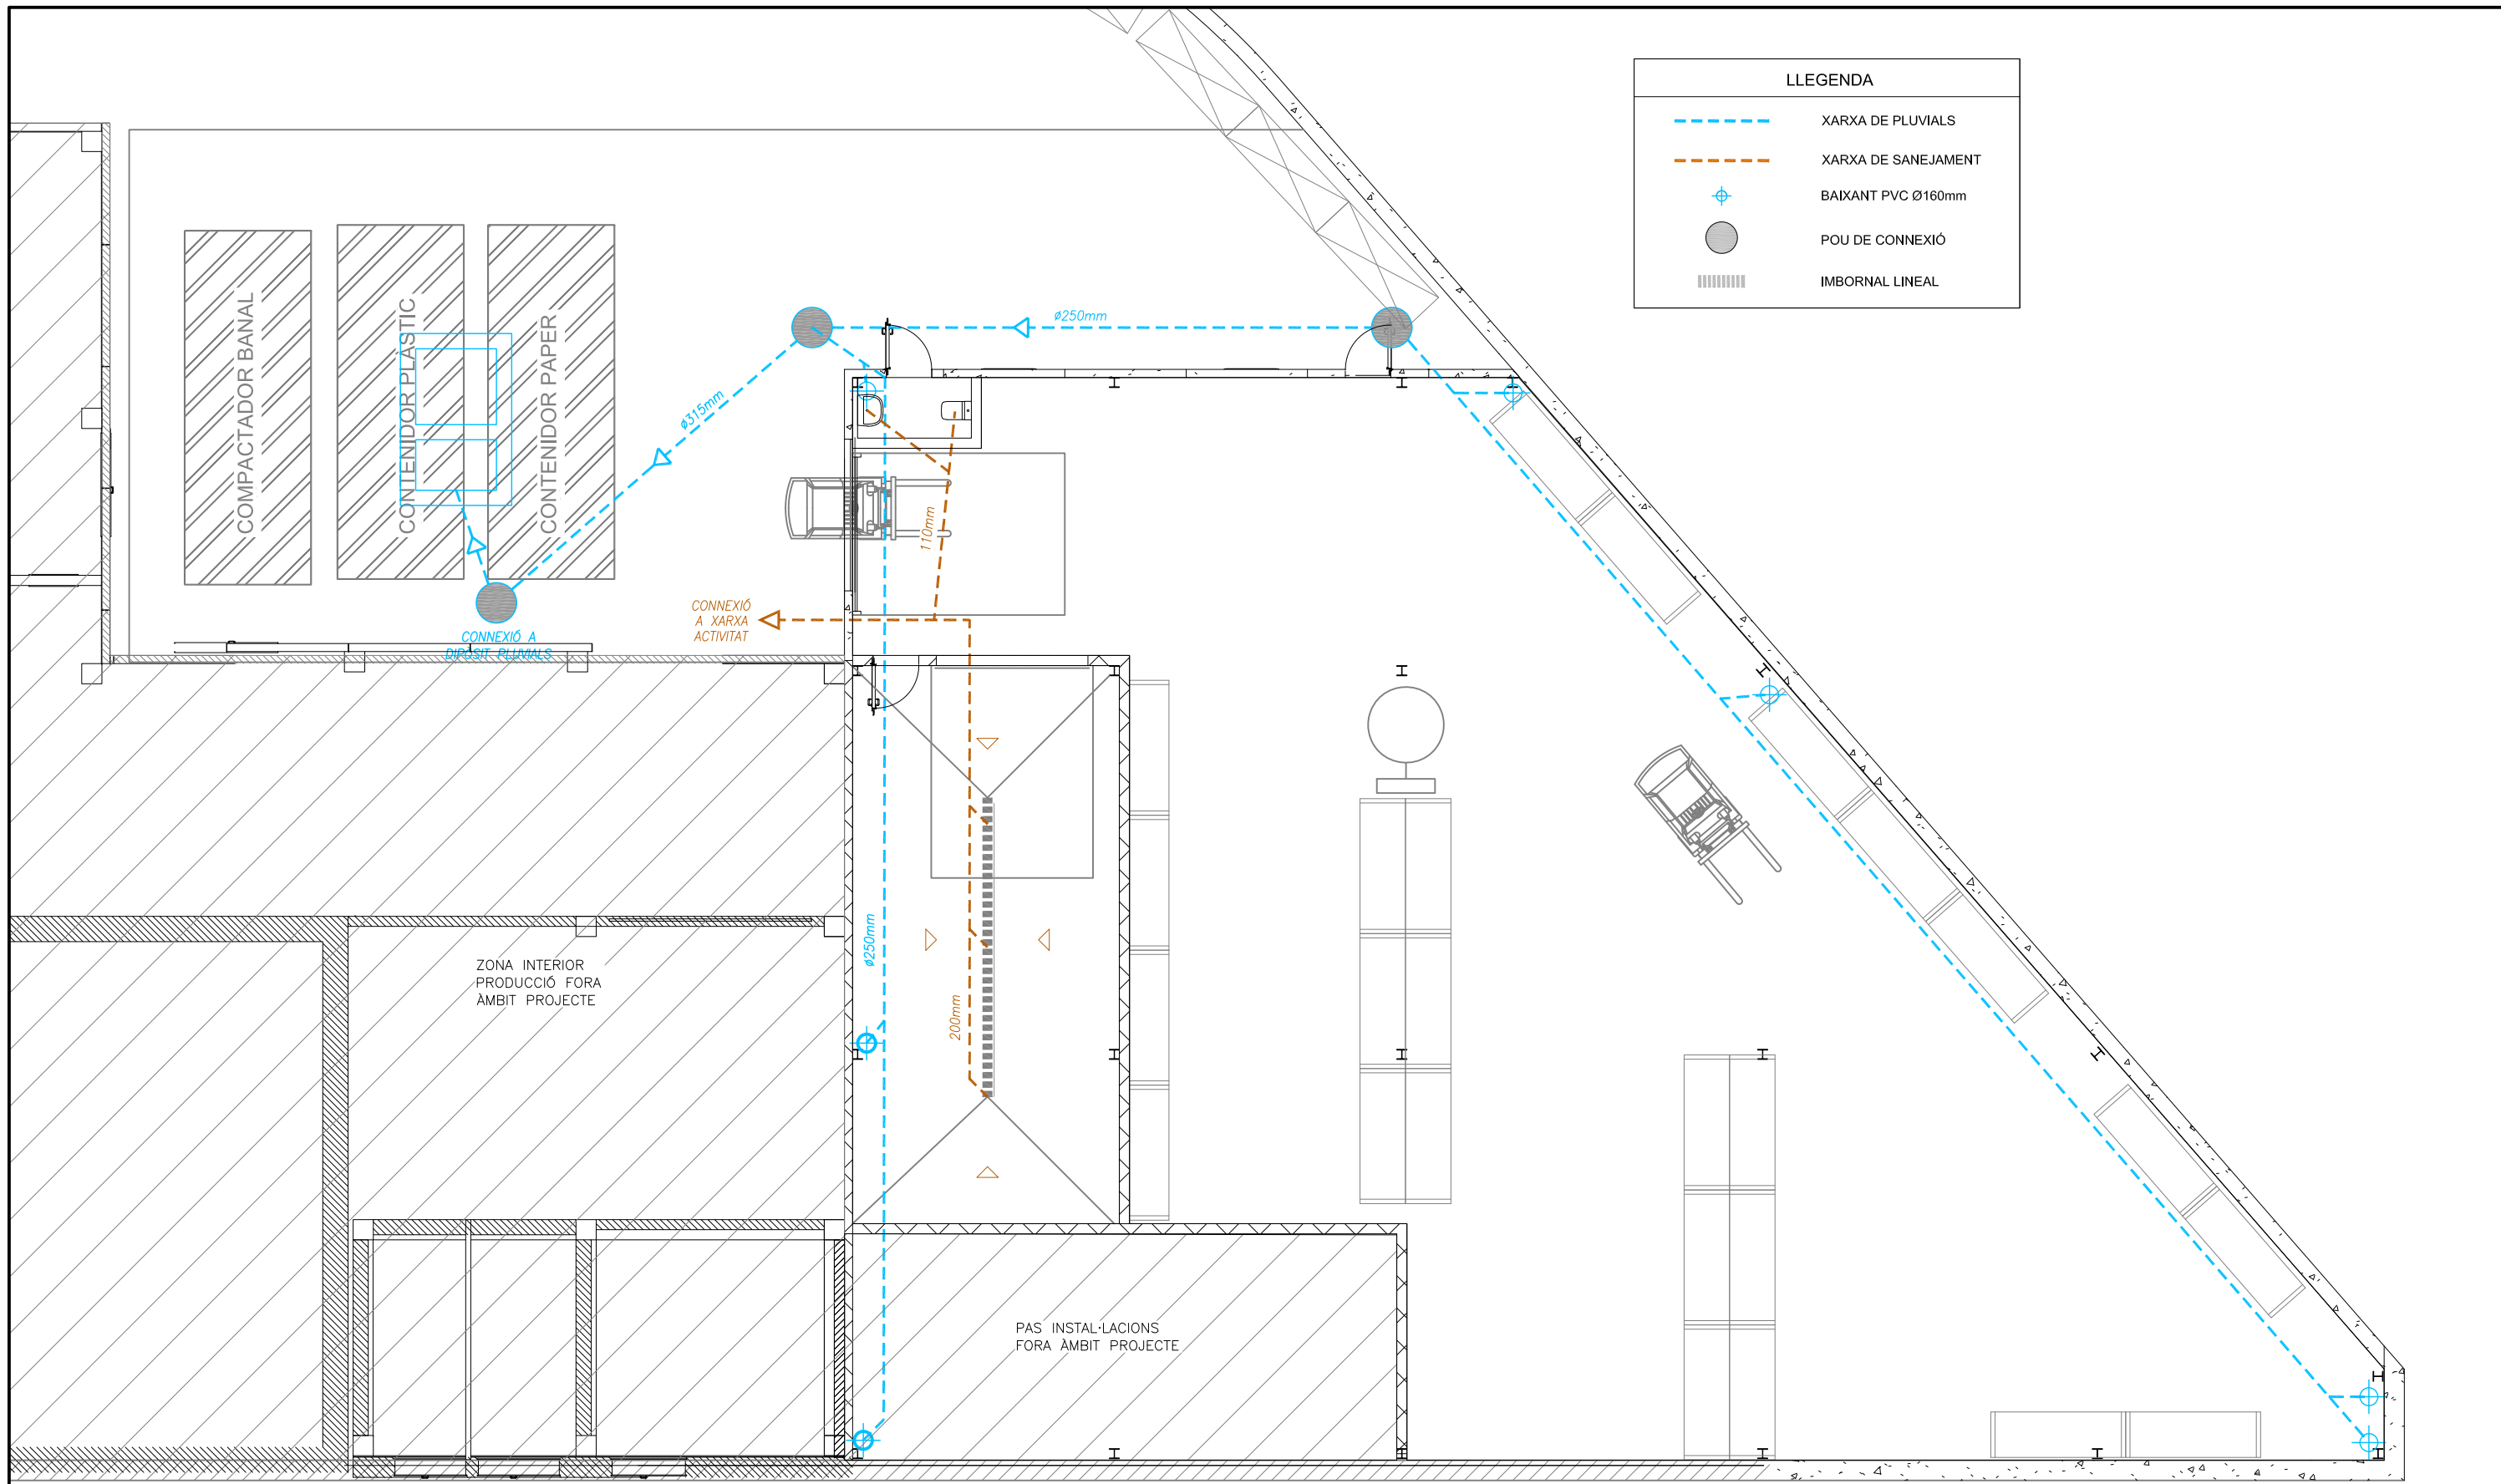 LLEGENDA
XARXA DE PLUVIALS
XARXA DE SANEJAMENT
BAIXANT PVC Ø160mm
POU DE CONNEXIÓ
IMBORNAL LINEAL
COMPACTADOR BANAL
CONTENIDOR PLASTIC
CONTENIDOR PAPER
ø250mm
ø315mm
110mm
CONNEXIÓ
A XARXA
ACTIVITAT
CONNEXIÓ A
DIPOSIT PLUVIALS
ø250mm
200mm
ZONA INTERIOR
PRODUCCIÓ FORA
ÀMBIT PROJECTE
PAS INSTAL·LACIONS
FORA ÀMBIT PROJECTE